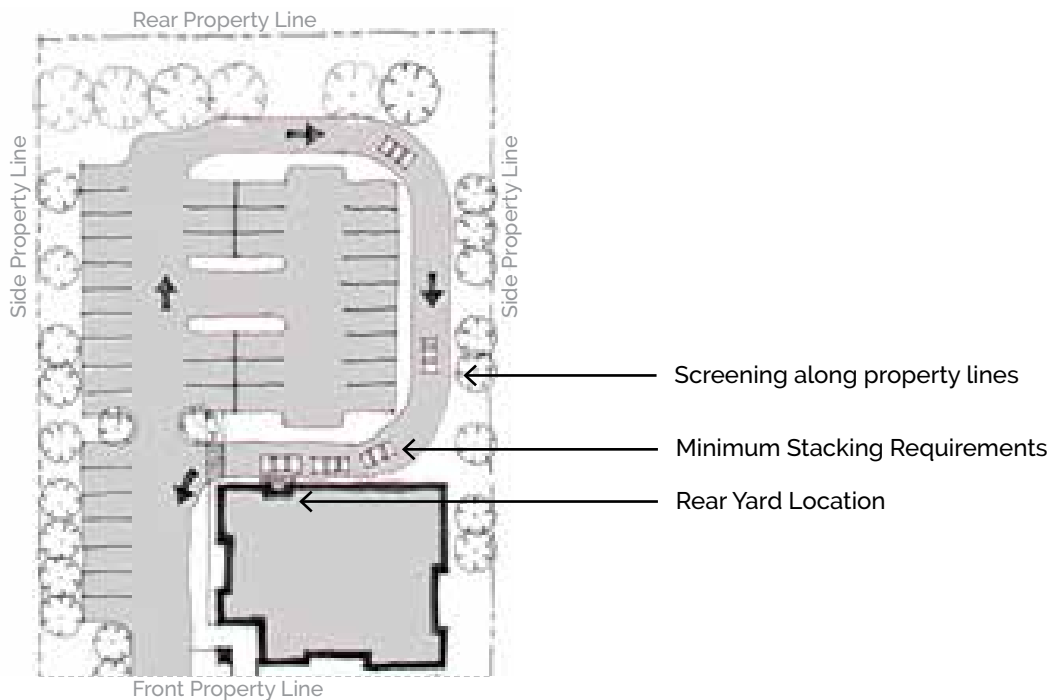 Rear Property Line
Side Property Line
Side Property Line
Screening along property lines
Minimum Stacking Requirements
Rear Yard Location
Front Property Line